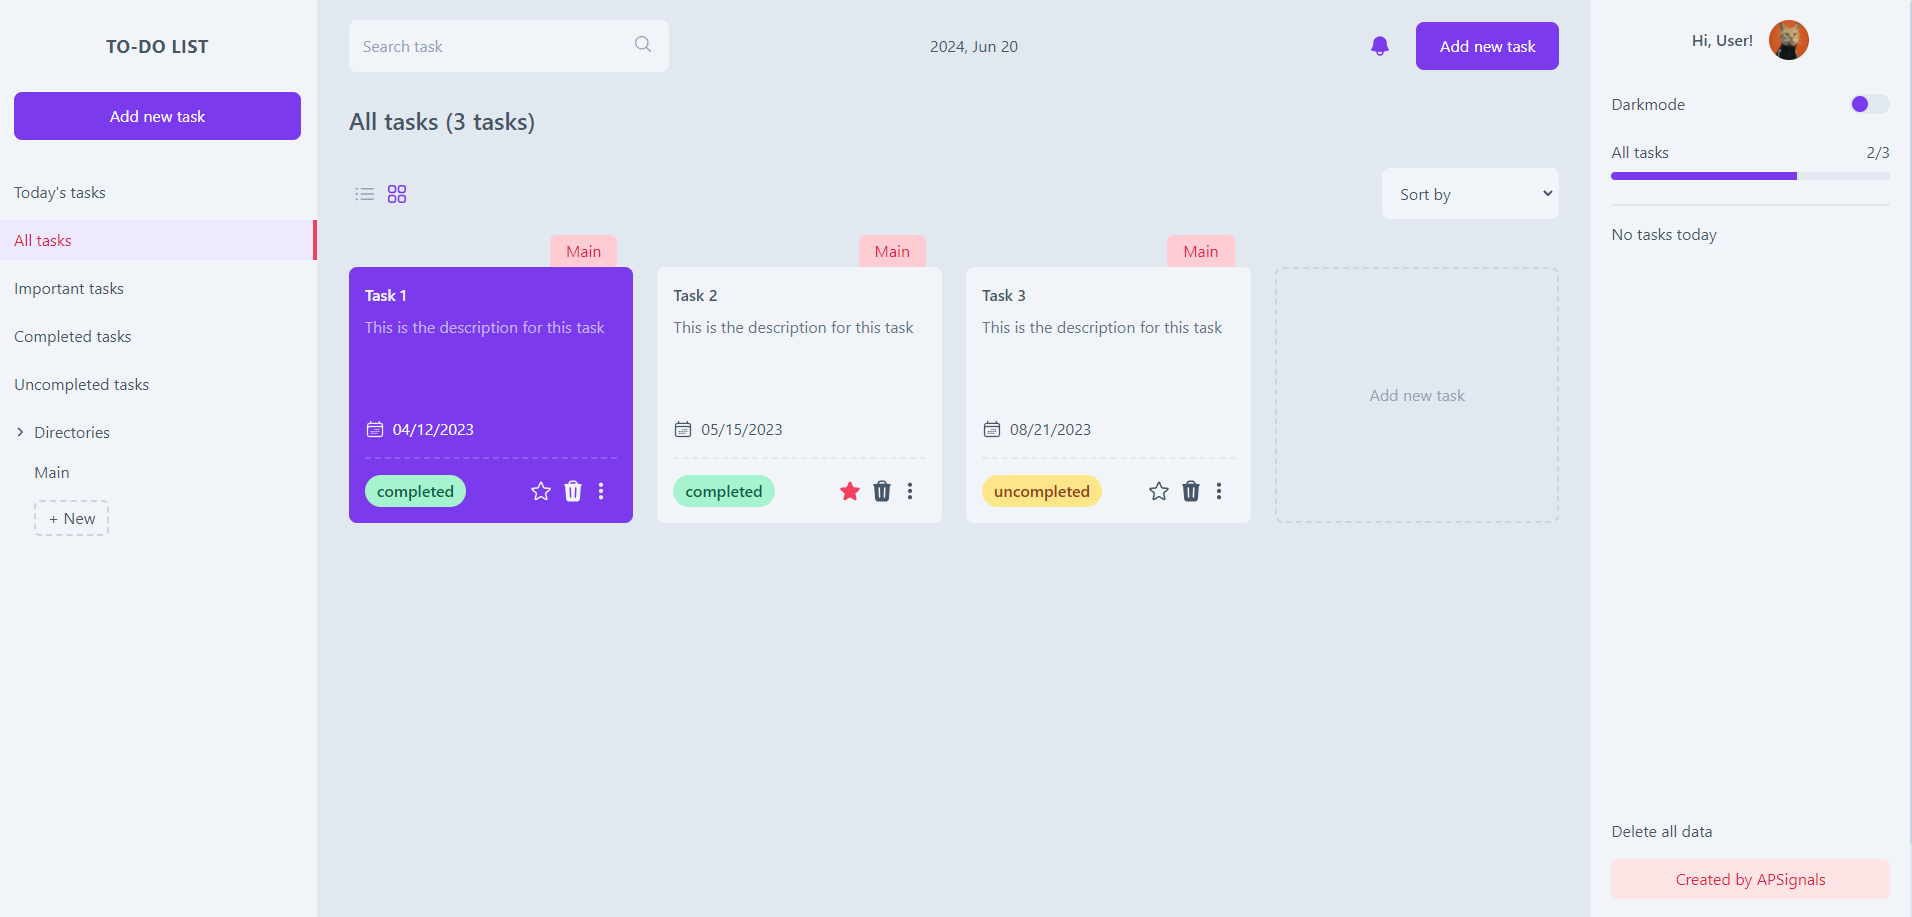 TO-DO LIST
Add new task
Today's tasks
All tasks
Important tasks
Completed tasks
Uncompleted tasks
Directories
Main
+ New
Search task
2024, Jun 20
Add new task
All tasks (3 tasks)
Sort by
Main
Task 1
This is the description for this task
04/12/2023
completed
Main
Task 2
This is the description for this task
05/15/2023
completed
Main
Task 3
This is the description for this task
08/21/2023
uncompleted
Add new task
Hi, User!
Darkmode
All tasks 2/3
No tasks today
Delete all data
Created by APSignals